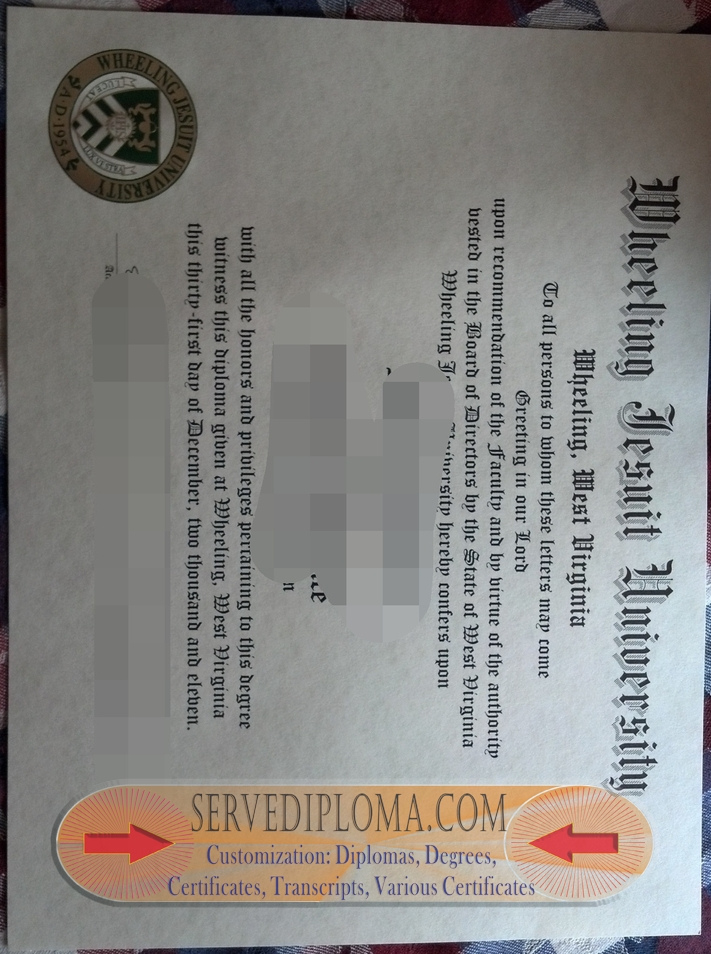 Wheeling Jesuit University
Wheeling, West Virginia
To all persons to whom these letters may come
Greeting in our Lord
upon recommendation of the Faculty and by virtue of the authority
vested in the Board of Directors by the State of West Virginia
Wheeling Je University hereby confers upon
with all the honors and privileges pertaining to this degree
witness this diploma given at Wheeling, West Virginia
this thirty-first day of December, two thousand and eleven.
WHEELING JESUIT UNIVERSITY
A·D·1954
SERVEDIPLOMA.COM
Customization: Diplomas, Degrees,
Certificates, Transcripts, Various Certificates